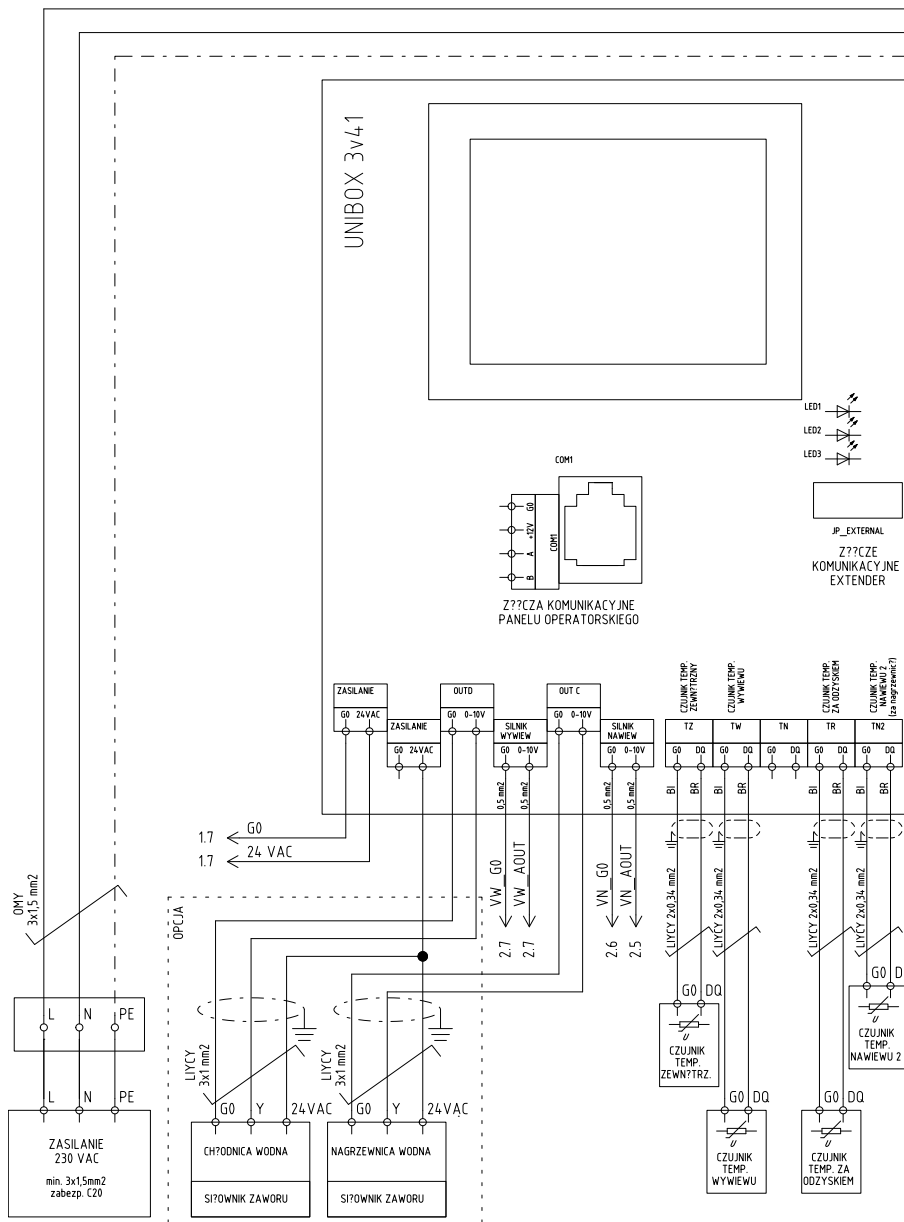 UNIBOX 3v41
LED1
LED2
LED3
COM1
G0
+12V
A
B
COM1
JP_EXTERNAL
Z??CZE
KOMUNIKACYJNE
EXTENDER
Z??CZA KOMUNIKACYJNE
PANELU OPERATORSKIEGO
CZUJNIK TEMP.
ZEWN?TRZNY
CZUJNIK TEMP.
WYWIEWU
CZUJNIK TEMP.
ZA ODZYSKIEM
CZUJNIK TEMP.
NAWIEWU 2
(za nagrzewnic?)
ZASILANIE
G0 24VAC
ZASILANIE
G0 24VAC
OUTD
G0 0-10V
SILNIK
WYWIEW
G0 0-10V
OUT C
G0 0-10V
SILNIK
NAWIEW
G0 0-10V
TZ TW TN TR TN2
G0 DQ G0 DQ G0 DQ G0 DQ G0 DQ
0,5 mm2 0,5 mm2 0,5 mm2 0,5 mm2
BI BR BI BR BI BR BI BR
1.7 G0
1.7 24 VAC
VW_G0 VW_AOUT VN_G0 VN_AOUT
2.7 2.7 2.6 2.5
LIYCY 2x0,34 mm2
LIYCY 2x0,34 mm2
LIYCY 2x0,34 mm2
LIYCY 2x0,34 mm2
OMY
3x1,5 mm2
OPCJA
LIYCY
3x1 mm2
LIYCY
3x1 mm2
L N PE
L N PE
ZASILANIE
230 VAC
min. 3x1,5mm2
zabezp. C20
G0 Y 24VAC
CH?ODNICA WODNA
SI?OWNIK ZAWORU
G0 Y 24VAC
NAGRZEWNICA WODNA
SI?OWNIK ZAWORU
G0 DQ
U
CZUJNIK
TEMP.
ZEWN?TRZ.
G0 DQ
U
CZUJNIK
TEMP.
WYWIEWU
G0 DQ
U
CZUJNIK
TEMP. ZA
ODZYSKIEM
G0 D
U
CZUJNIK
TEMP.
NAWIEWU 2